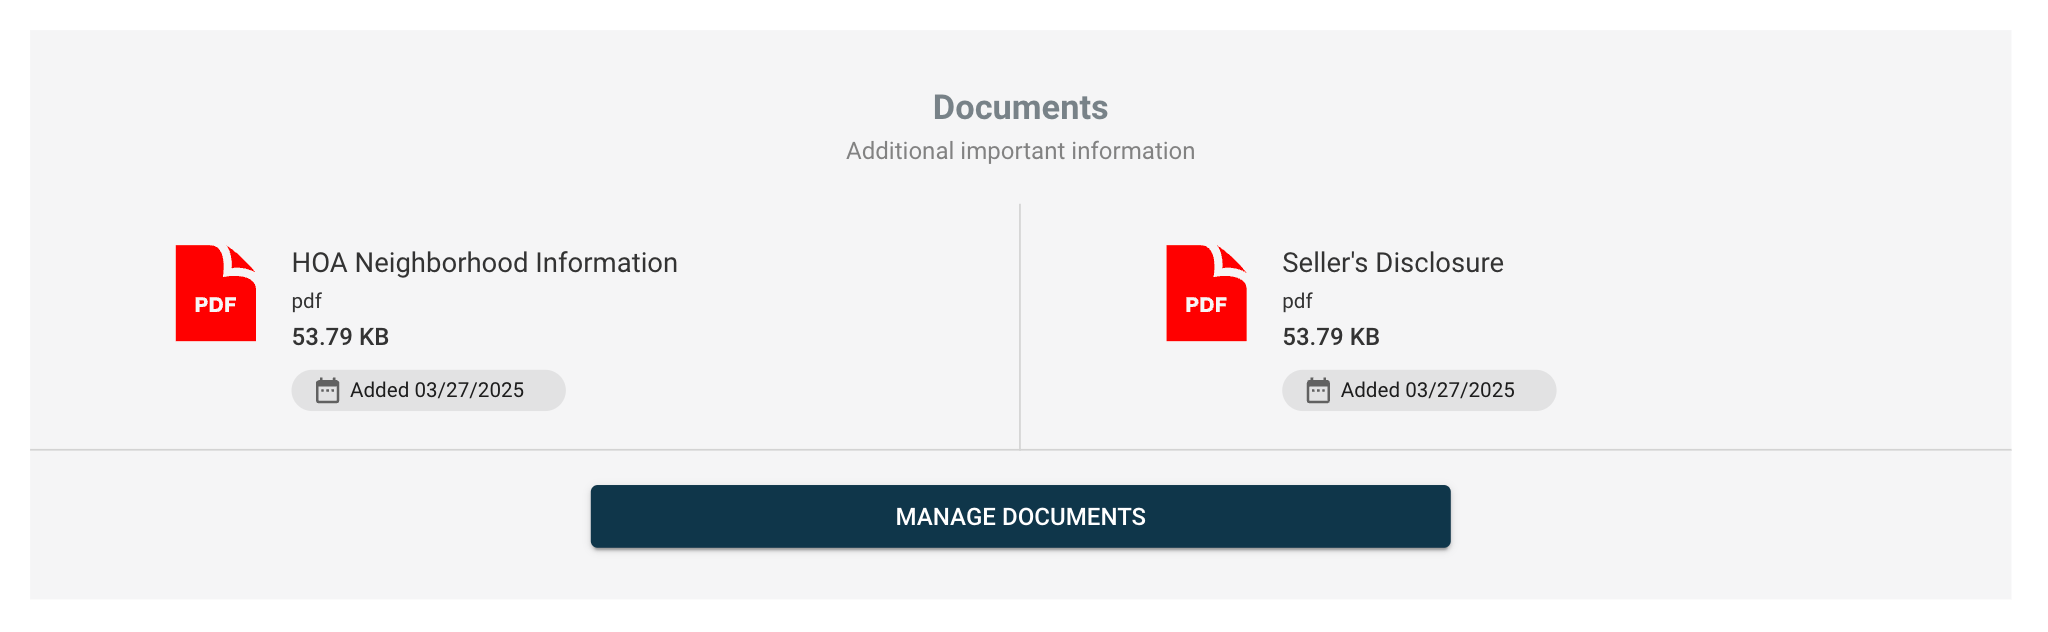 Documents
Additional important information
PDF
HOA Neighborhood Information
pdf
53.79 KB
Added 03/27/2025
PDF
Seller's Disclosure
pdf
53.79 KB
Added 03/27/2025
MANAGE DOCUMENTS